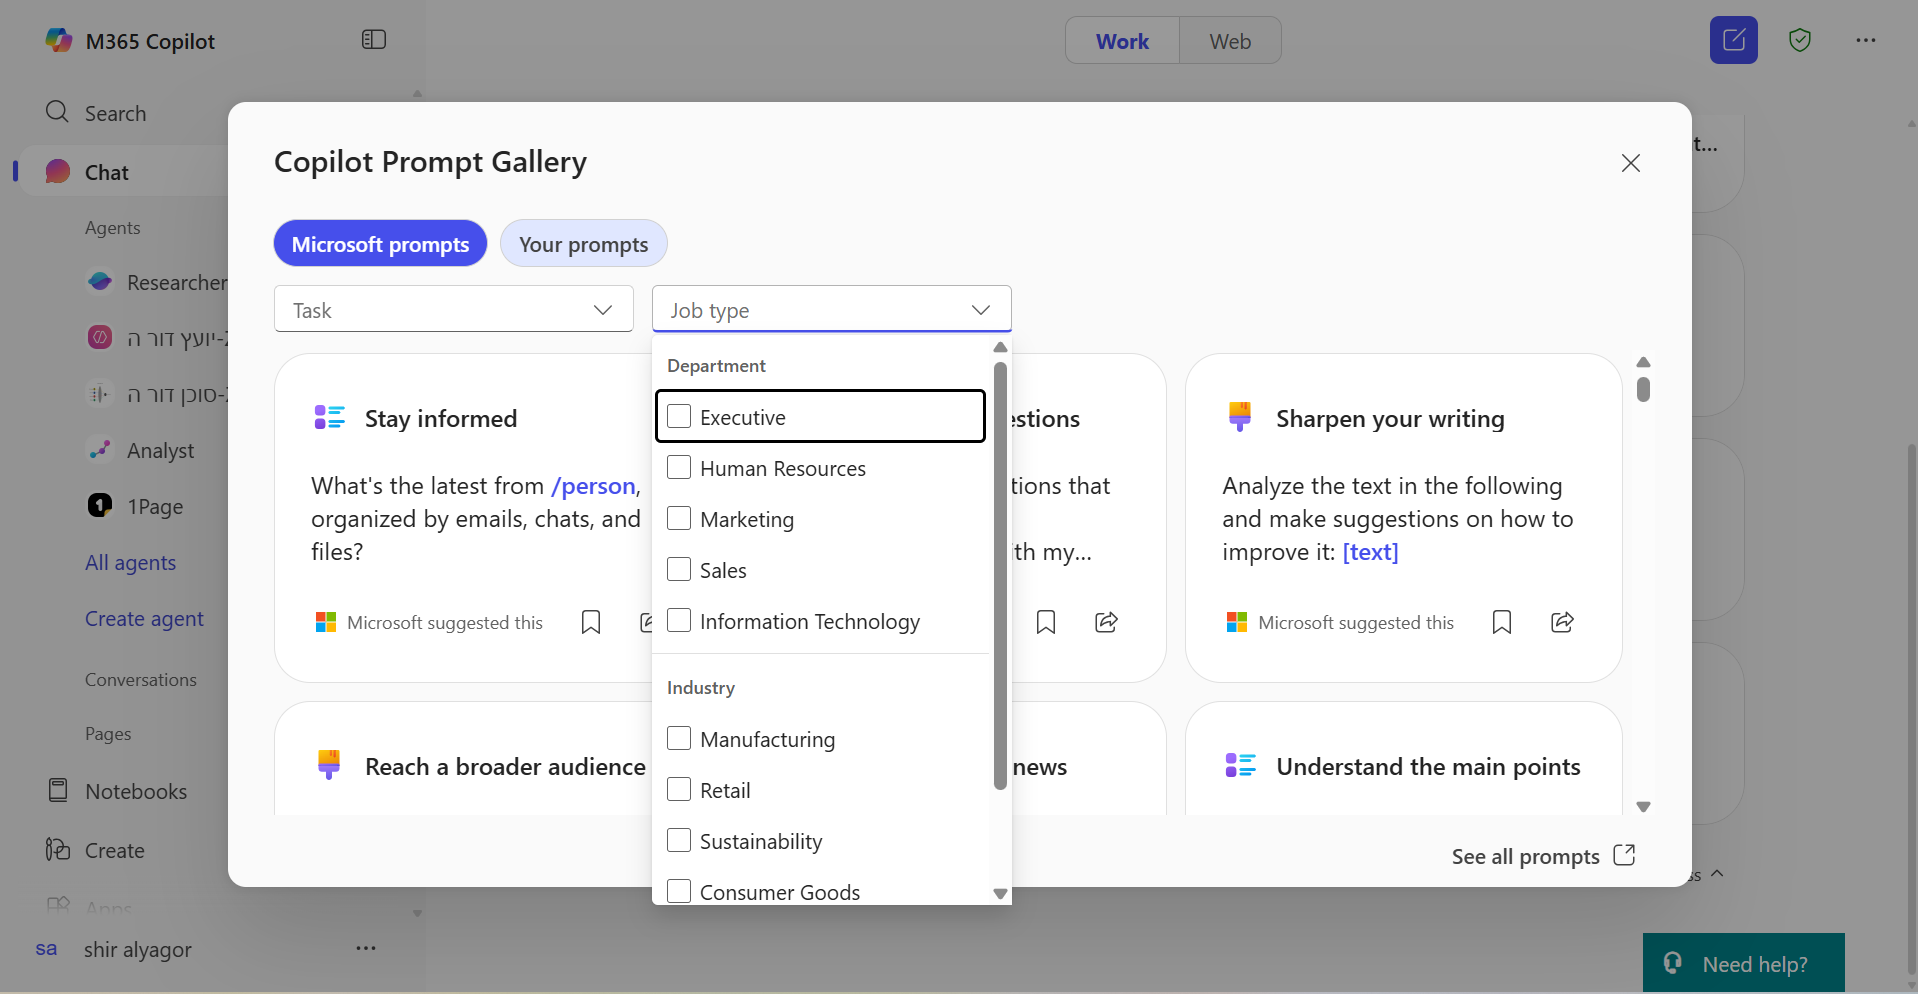 M365 Copilot
Work
Web
Search
Chat
Agents
Researcher
יועץ דור ה-
סוכן דור ה-
Analyst
1Page
All agents
Create agent
Conversations
Pages
Notebooks
Create
Apps
sa
shir alyagor
Copilot Prompt Gallery
Microsoft prompts
Your prompts
Task
Job type
Department
Executive
Human Resources
Marketing
Sales
Information Technology
Industry
Manufacturing
Retail
Sustainability
Consumer Goods
Stay informed
What's the latest from /person,
organized by emails, chats, and
files?
Microsoft suggested this
estions
tions that
ith my...
Sharpen your writing
Analyze the text in the following
and make suggestions on how to
improve it: [text]
Microsoft suggested this
Reach a broader audience
news
Understand the main points
See all prompts
t...
ss
Need help?